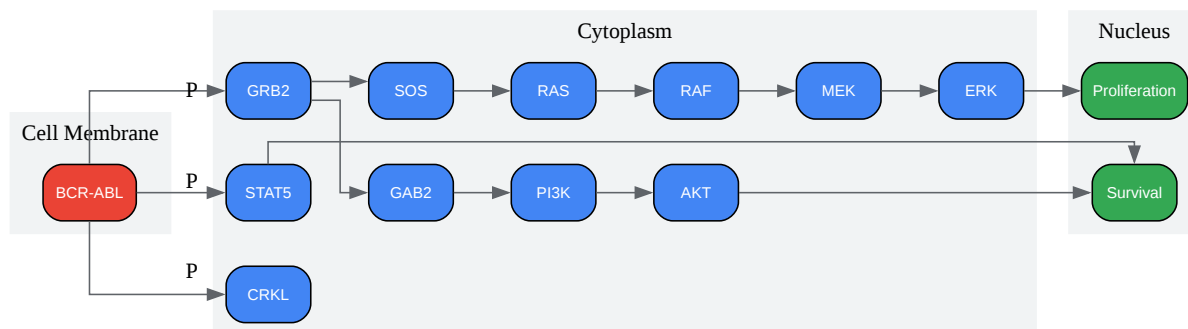 Cytoplasm
Nucleus
P
GRB2
SOS
RAS
RAF
MEK
ERK
Proliferation
Cell Membrane
BCR-ABL
P
STAT5
GAB2
PI3K
AKT
Survival
P
CRKL